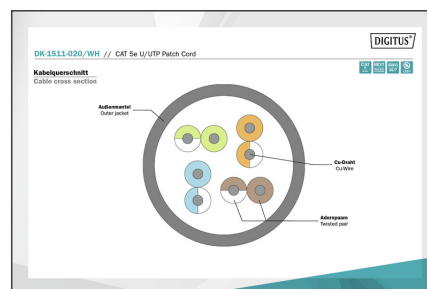 DIGITUS®
DK-1511-020/WH // CAT 5e U/UTP Patch Cord
Kabelquerschnitt
Cable cross section
Außenmantel
Outer jacket
Cu-Draht
Cu-Wire
Adernpaare
Twisted pair